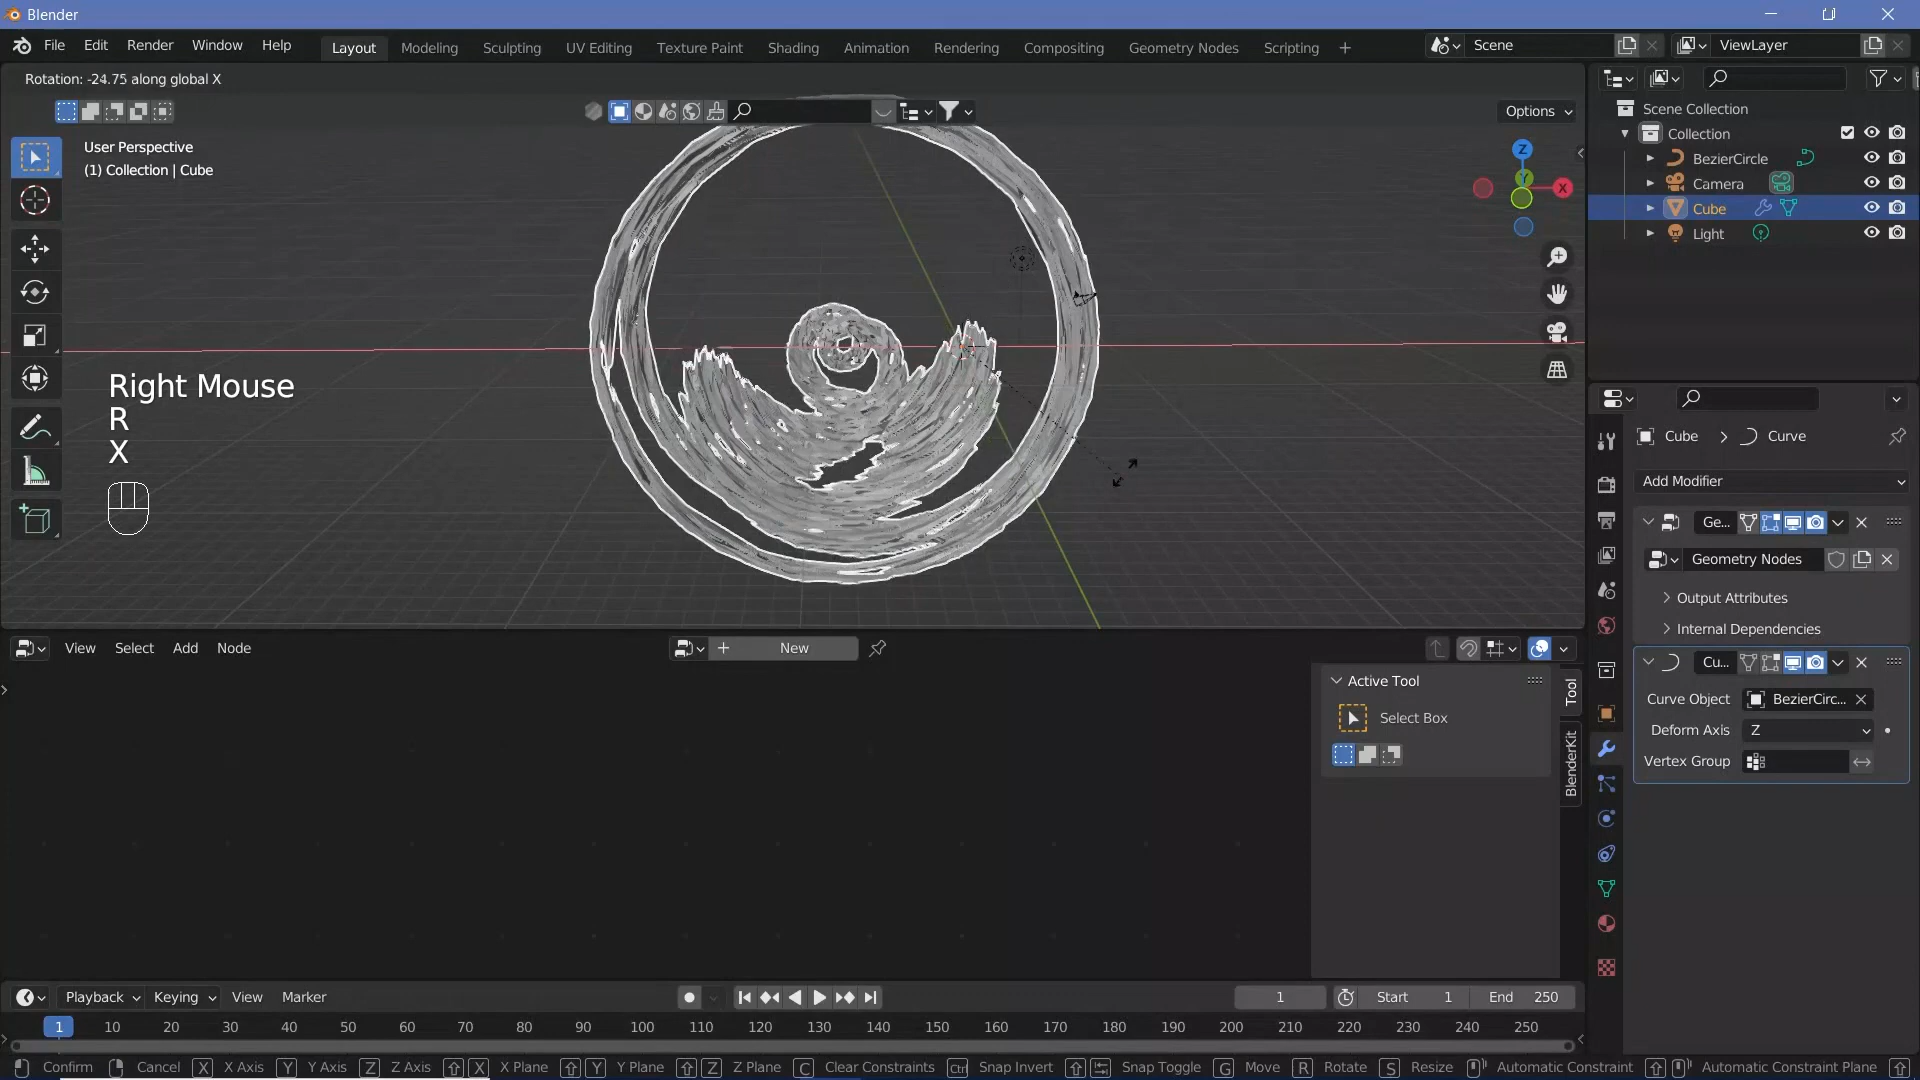 Blender
File Edit Render Window Help
Layout Modeling Sculpting UV Editing Texture Paint Shading Animation Rendering Compositing Geometry Nodes Scripting +
Scene
ViewLayer
Rotation: -24.75 along global X
Options
User Perspective
(1) Collection | Cube
Z
Y
X
Scene Collection
Collection
BezierCircle
Camera
Cube
Light
Right Mouse
R
X
Cube > Curve
Add Modifier
Ge...
Geometry Nodes
Output Attributes
Internal Dependencies
Cu...
Curve Object BezierCirc...
Deform Axis Z
Vertex Group
View Select Add Node
+ New
Active Tool
Select Box
Tool
BlenderKit
Playback Keying View Marker
1 Start 1 End 250
1 10 20 30 40 50 60 70 80 90 100 110 120 130 140 150 160 170 180 190 200 210 220 230 240 250
Confirm Cancel X X Axis Y Y Axis Z Z Axis X X Plane Y Y Plane Z Z Plane C Clear Constraints Ctrl Snap Invert Snap Toggle G Move R Rotate S Resize Automatic Constraint Automatic Constraint Plane